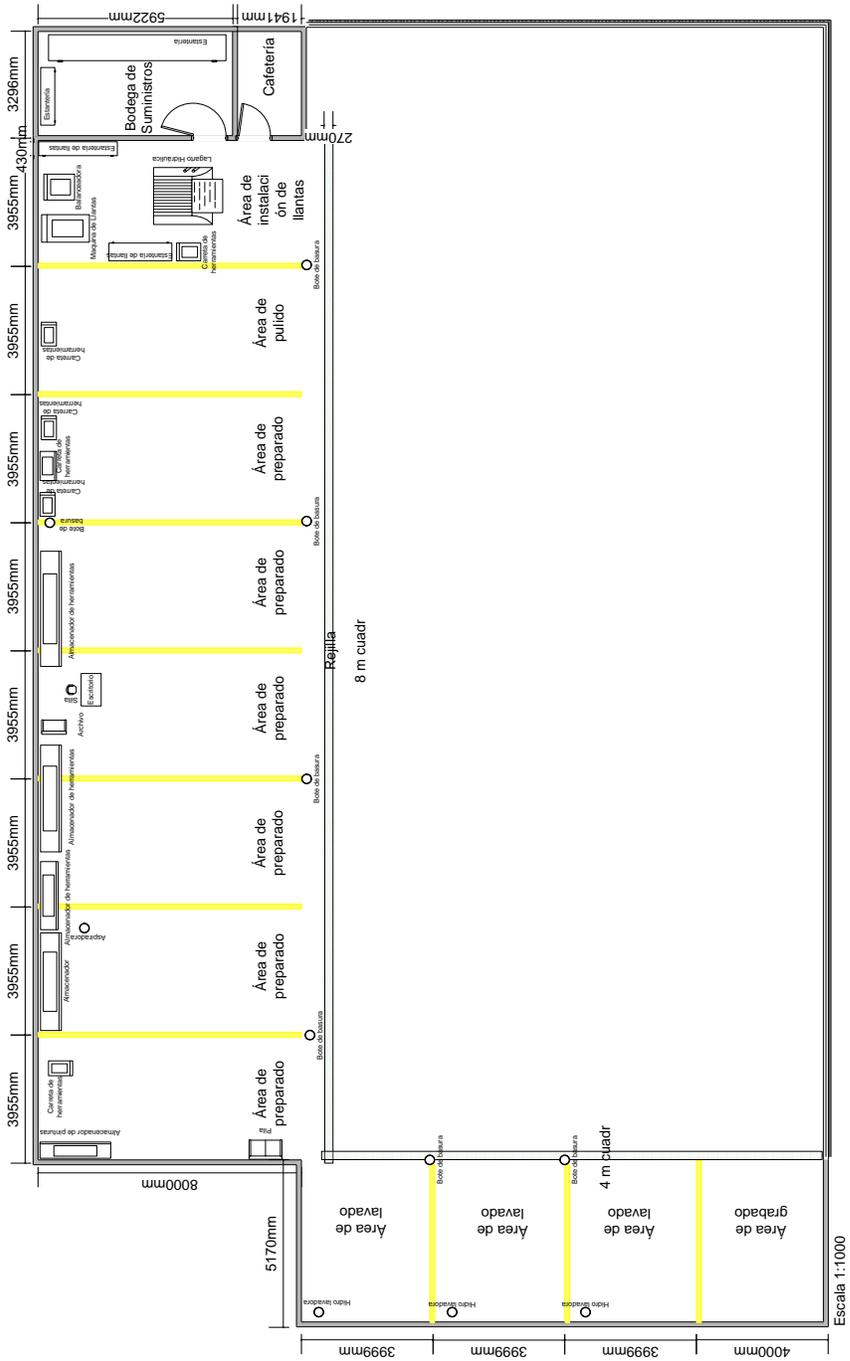 5922mm
1941mm
3296mm
430mm
3955mm
3955mm
3955mm
3955mm
3955mm
3955mm
3955mm
3955mm
Estantería
Estantería
Bodega de
Suministros
Cafetería
270mm
Estantería de llantas
Balanceadora
Maquina de Llantas
Lagarto Hidráulica
Estantería de llantas
Carreta de
herramientas
Área de
instalaci
ón de
llantas
Bote de basura
Carreta de
herramientas
Área de
pulido
Carreta de
herramientas
Carreta de
herramientas
Carreta de
herramientas
Área de
preparado
Bote de
basura
Bote de basura
Almacenador de herramientas
Área de
preparado
Rejilla
8 m cuadr
Silla
Escritorio
Archivo
Área de
preparado
Bote de basura
Almacenador de herramientas
Área de
preparado
Almacenador de herramientas
Aspiradora
Almacenador
Área de
preparado
Bote de basura
Carreta de
herramientas
Área de
preparado
Almacenador de pinturas
Pila
8000mm
5170mm
Bote de basura
Bote de basura
4 m cuadr
Área de
lavado
Área de
lavado
Área de
lavado
Área de
grabado
Hidro lavadora
Hidro lavadora
Hidro lavadora
3999mm
3999mm
3999mm
4000mm
Escala 1:1000